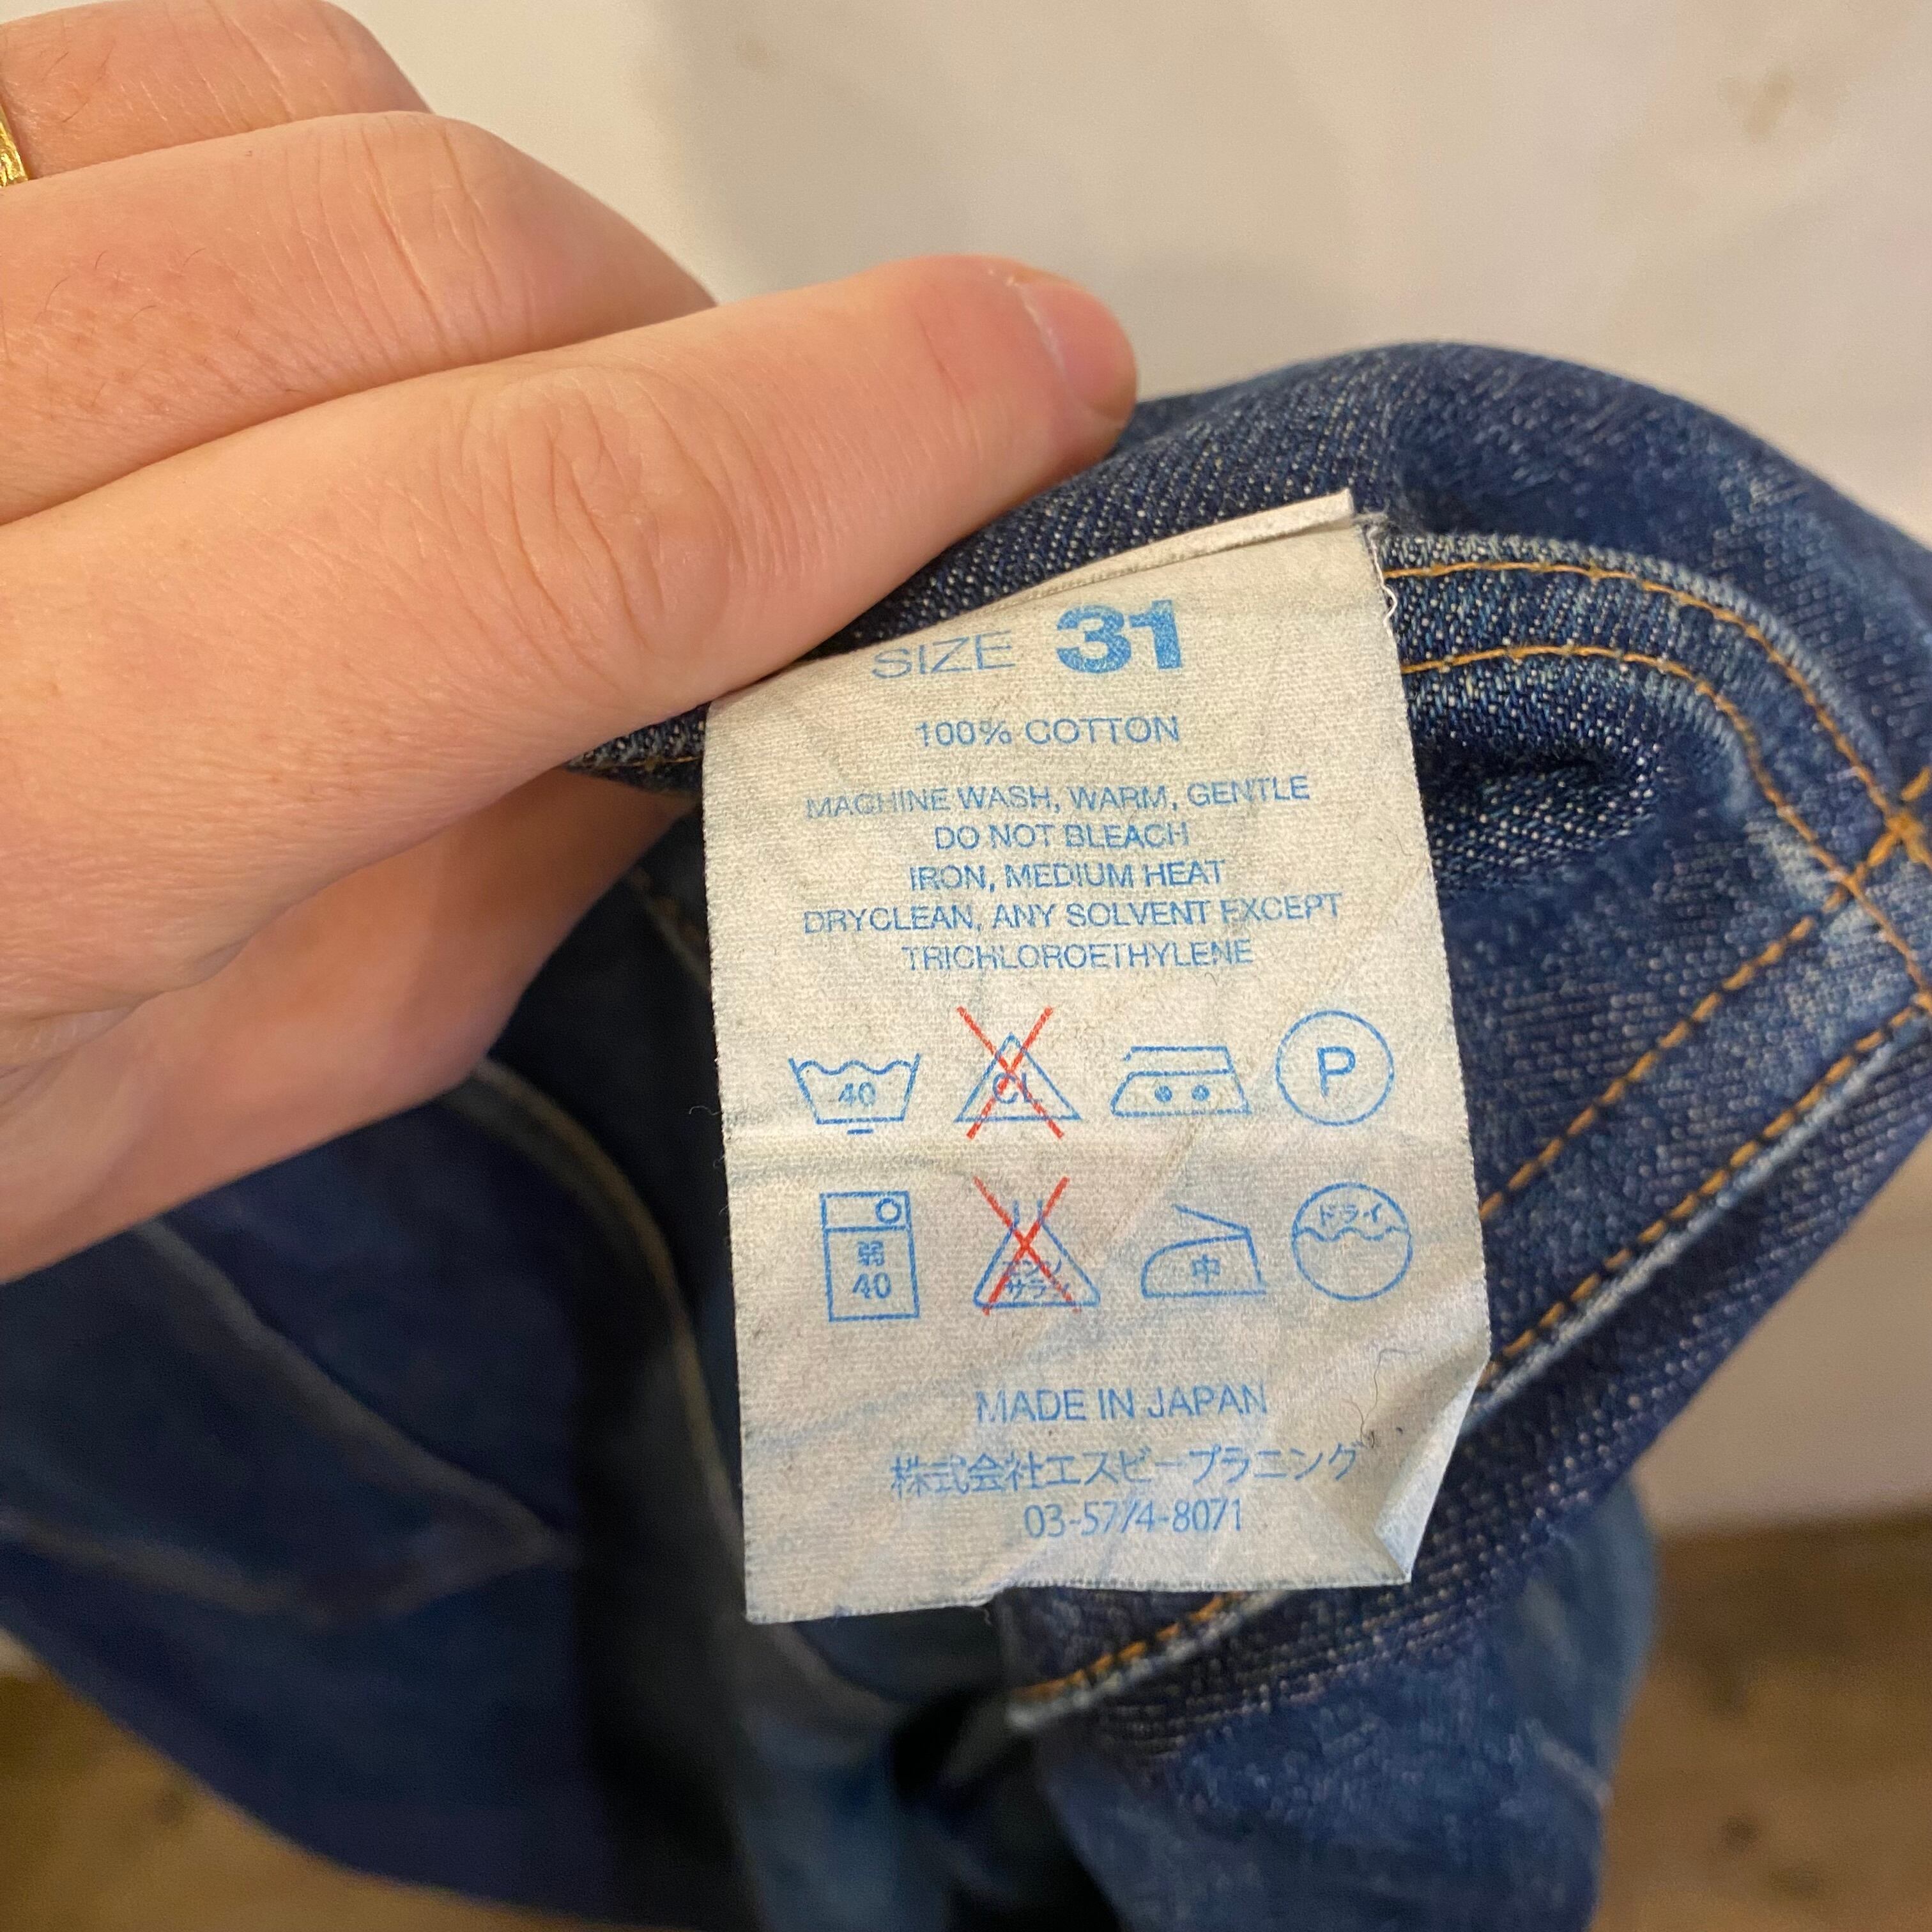 SIZE 31
100% COTTON
MACHINE WASH, WARM, GENTLE
DO NOT BLEACH
IRON, MEDIUM HEAT
DRYCLEAN, ANY SOLVENT EXCEPT
TRICHLOROETHYLENE
40 CL P
弱 中 ドライ
40
MADE IN JAPAN
株式会社エスビープラニング
03-5774-8071